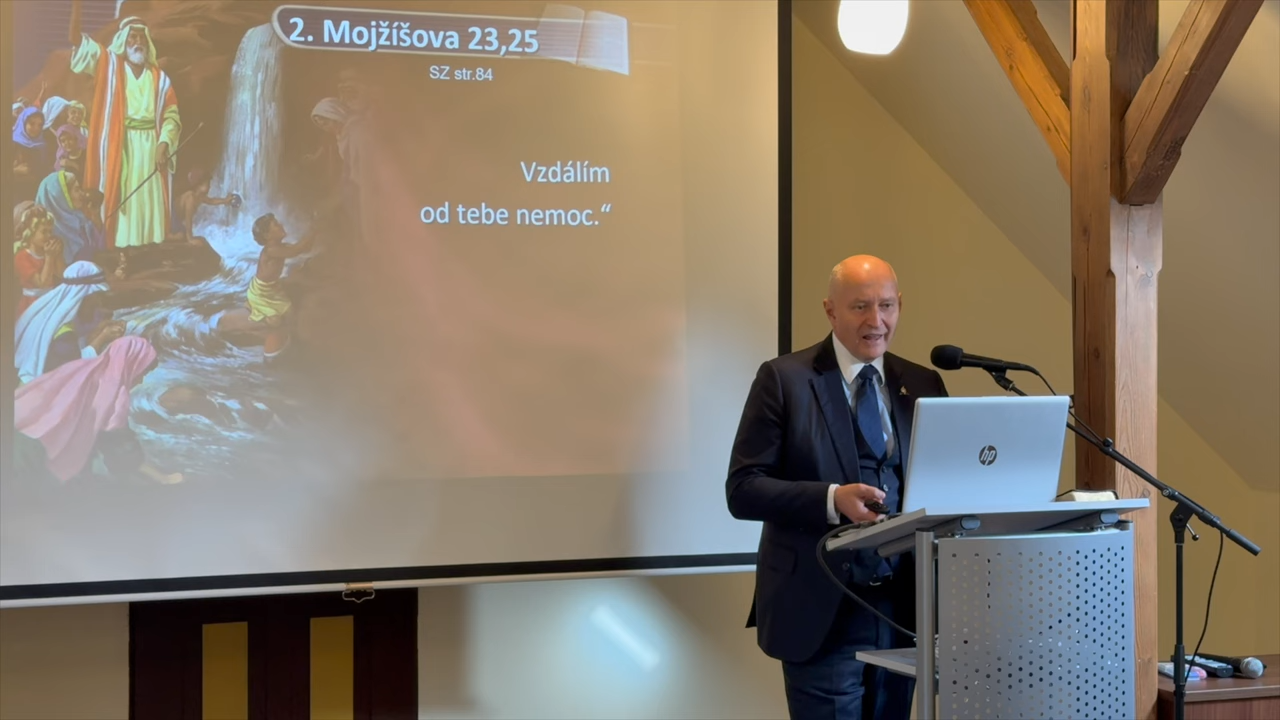 2. Mojžíšova 23,25
SZ str.84
Vzdálím
od tebe nemoc.“
hp